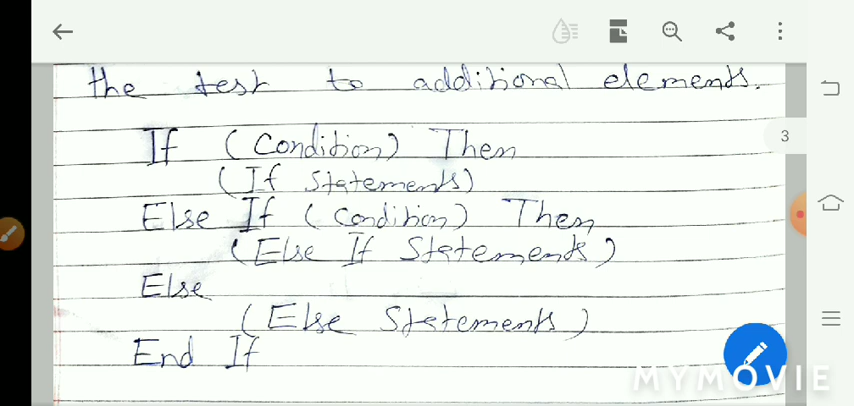 the test to additional elements.
3
If (Condition) Then
(If Statements)
Else If (Condition) Then
(Else If Statements)
Else
(Else Statements)
End If
MYMOVIE